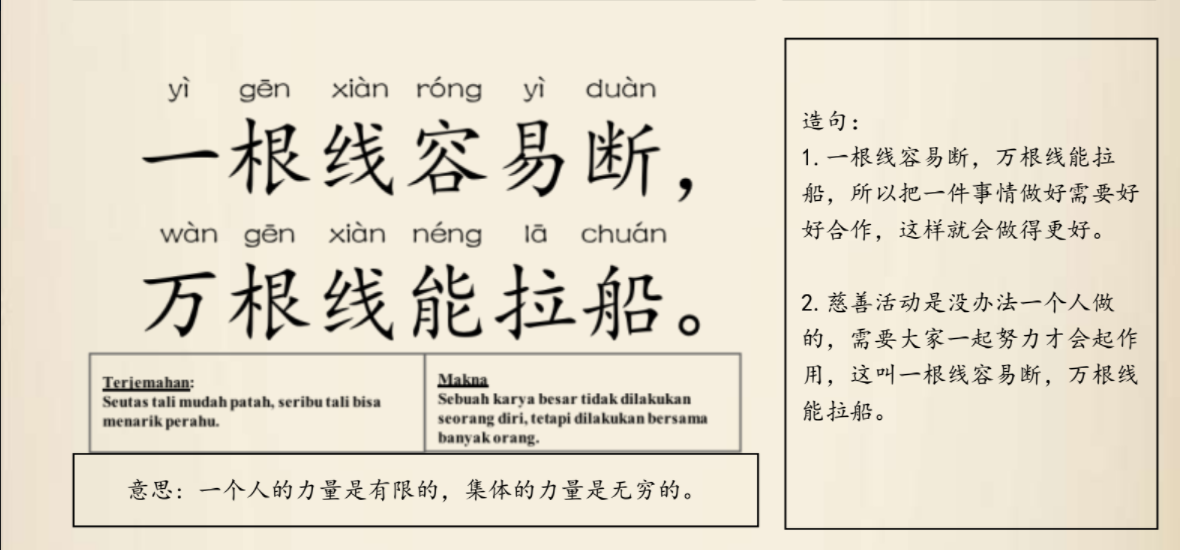 yì gēn xiàn róng yì duàn
一根线容易断，
wàn gēn xiàn néng lā chuán
万根线能拉船。
Terjemahan:
Seutas tali mudah patah, seribu tali bisa
menarik perahu.
Makna
Sebuah karya besar tidak dilakukan
seorang diri, tetapi dilakukan bersama
banyak orang.
意思：一个人的力量是有限的，集体的力量是无穷的。
造句：
1. 一根线容易断，万根线能拉
船，所以把一件事情做好需要好
好合作，这样就会做得更好。
2. 慈善活动是没办法一个人做
的，需要大家一起努力才会起作
用，这叫一根线容易断，万根线
能拉船。